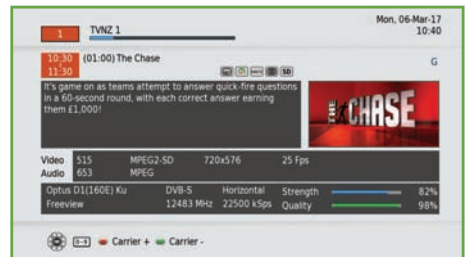 1 TVNZ 1
Mon, 06-Mar-17
10:40
10:30 (01:00) The Chase
11:30
SD
G
It's game on as teams attempt to answer quick-fire questions
in a 60-second round, with each correct answer earning
them £1,000!
THE CHASE
Video 515 MPEG2-SD 720x576 25 Fps
Audio 653 MPEG
Optus D1(160E) Ku DVB-S Horizontal Strength 82%
Freeview 12483 MHz 22500 kSps Quality 98%
0~9 Carrier + Carrier -